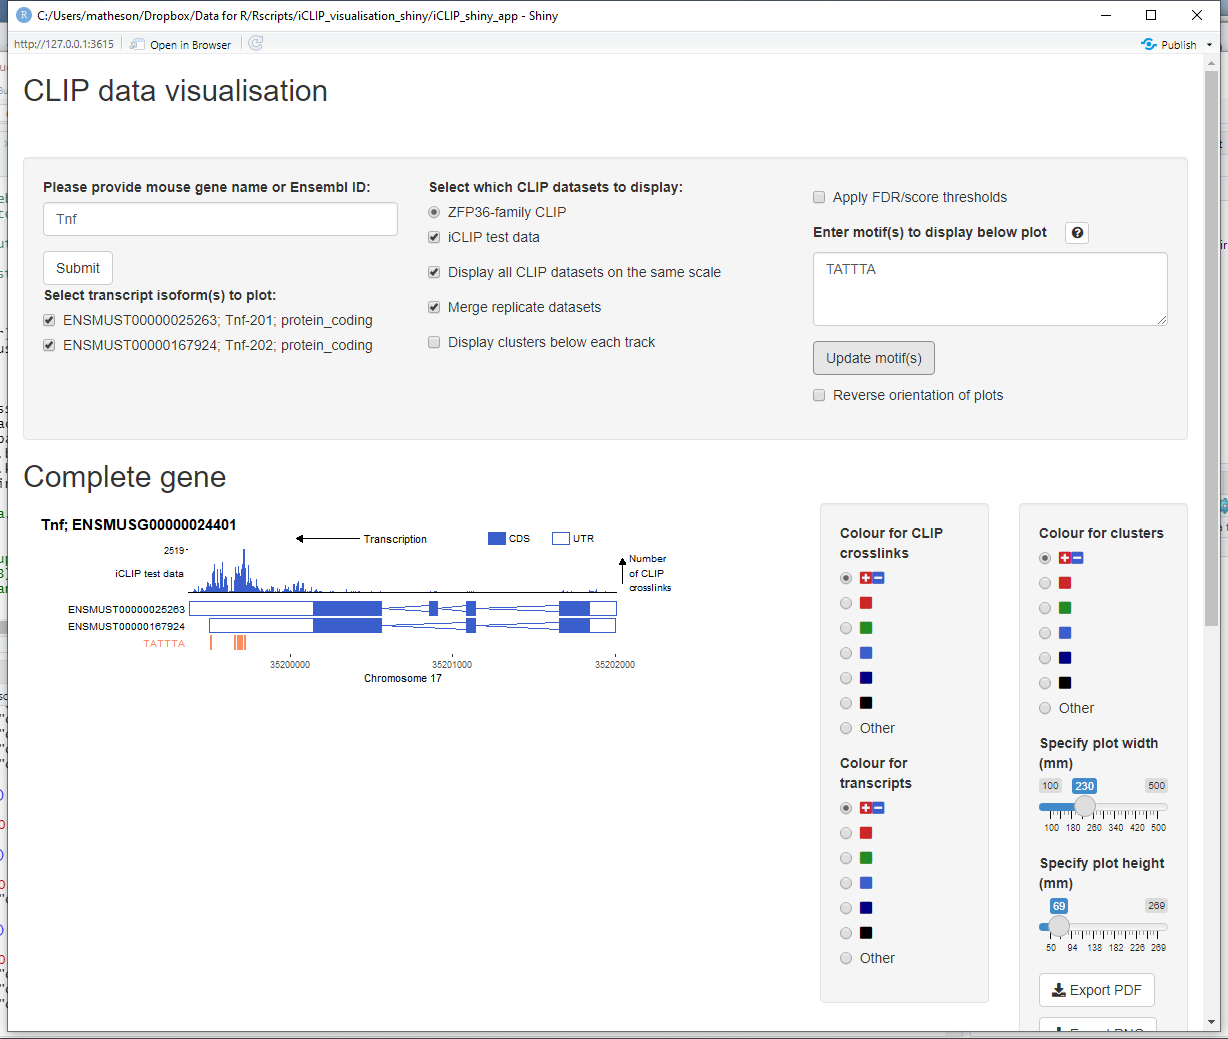 C:/Users/matheson/Dropbox/Data for R/Rscripts/iCLIP_visualisation_shiny/iCLIP_shiny_app - Shiny
http://127.0.0.1:3615 Open in Browser Publish
CLIP data visualisation
Please provide mouse gene name or Ensembl ID:
Tnf
Submit
Select transcript isoform(s) to plot:
ENSMUST00000025263; Tnf-201; protein_coding
ENSMUST00000167924; Tnf-202; protein_coding
Select which CLIP datasets to display:
ZFP36-family CLIP
iCLIP test data
Display all CLIP datasets on the same scale
Merge replicate datasets
Display clusters below each track
Apply FDR/score thresholds
Enter motif(s) to display below plot ?
TATTTA
Update motif(s)
Reverse orientation of plots
Complete gene
Tnf; ENSMUSG00000024401
Transcription CDS UTR
2519
iCLIP test data
Number
of CLIP
crosslinks
ENSMUST00000025263
ENSMUST00000167924
TATTTA
35200000 35201000 35202000
Chromosome 17
Colour for CLIP
crosslinks
Other
Colour for
transcripts
Other
Colour for clusters
Other
Specify plot width
(mm)
100 230 500
100 180 260 340 420 500
Specify plot height
(mm)
69 269
50 94 138 182 226 269
Export PDF
Export PNG